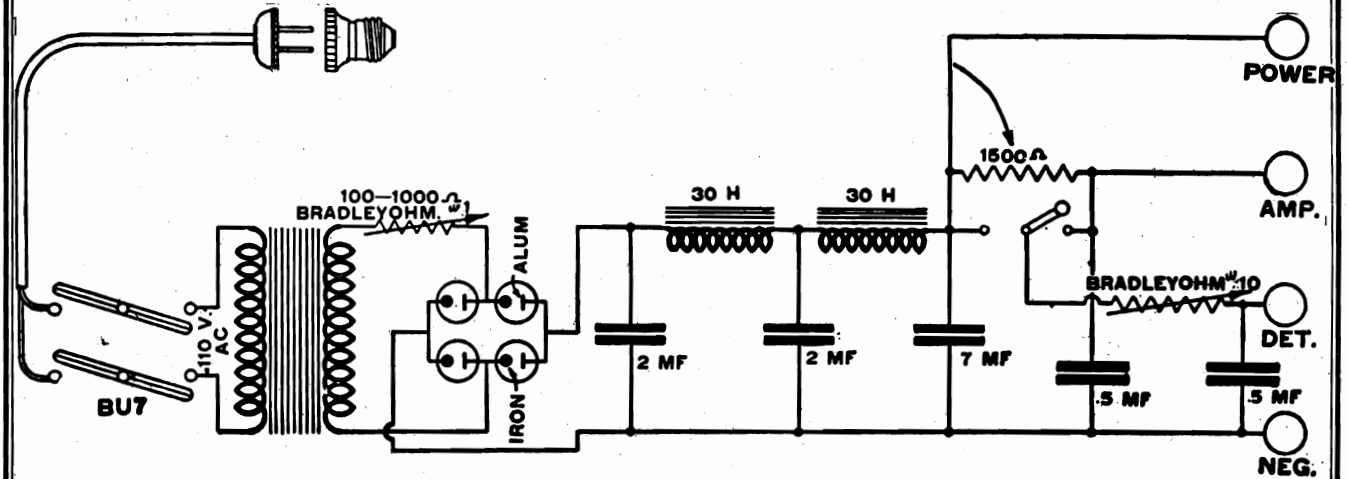 POWER
1500 Ω
AMP.
30 H
30 H
100–1000 Ω
BRADLEYOHM. №1
ALUM
BRADLEYOHM №10
110 V.
AC
DET.
2 MF
2 MF
7 MF
.5 MF
.5 MF
BU7
IRON
NEG.